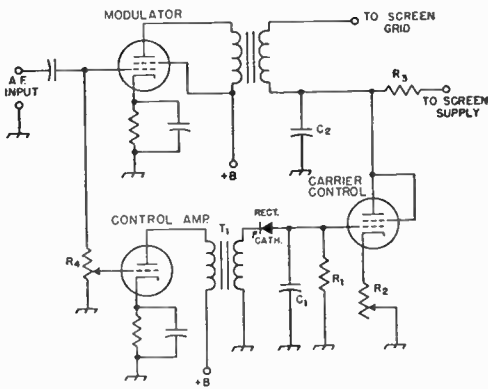 MODULATOR
TO SCREEN
GRID
A.F.
INPUT
R3
TO SCREEN
SUPPLY
C2
+B
CARRIER
CONTROL
CONTROL AMP.
T1
RECT.
CATH.
R4
C1
R1
R2
+B